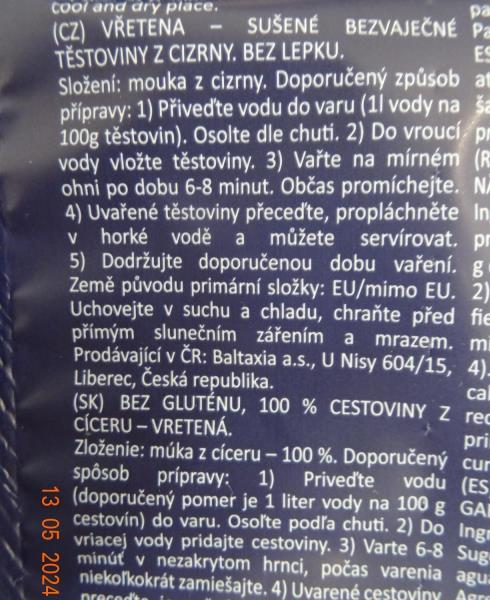 cool and dry place.
(CZ) VŘETENA – SUŠENÉ BEZVAJEČNÉ
TĚSTOVINY Z CIZRNY. BEZ LEPKU.
Složení: mouka z cizrny. Doporučený způsob
přípravy: 1) Přiveďte vodu do varu (1l vody na
100g těstovin). Osolte dle chuti. 2) Do vroucí
vody vložte těstoviny. 3) Vařte na mírném
ohni po dobu 6-8 minut. Občas promíchejte.
4) Uvařené těstoviny přeceďte, propláchněte
v horké vodě a můžete servírovat.
5) Dodržujte doporučenou dobu vaření.
Země původu primární složky: EU/mimo EU.
Uchovejte v suchu a chladu, chraňte před
přímým slunečním zářením a mrazem.
Prodávající v ČR: Baltaxia a.s., U Nisy 604/15,
Liberec, Česká republika.
(SK) BEZ GLUTÉNU, 100 % CESTOVINY Z
CÍCERU – VRETENÁ.
Zloženie: múka z cíceru – 100 %. Doporučený
spôsob prípravy: 1) Priveďte vodu
(doporučený pomer je 1 liter vody na 100 g
cestovín) do varu. Osoľte podľa chuti. 2) Do
vriacej vody pridajte cestoviny. 3) Varte 6-8
minúť v nezakrytom hrnci, počas varenia
niekoľkokrát zamiešajte. 4) Uvarené cestoviny
13 05 2024